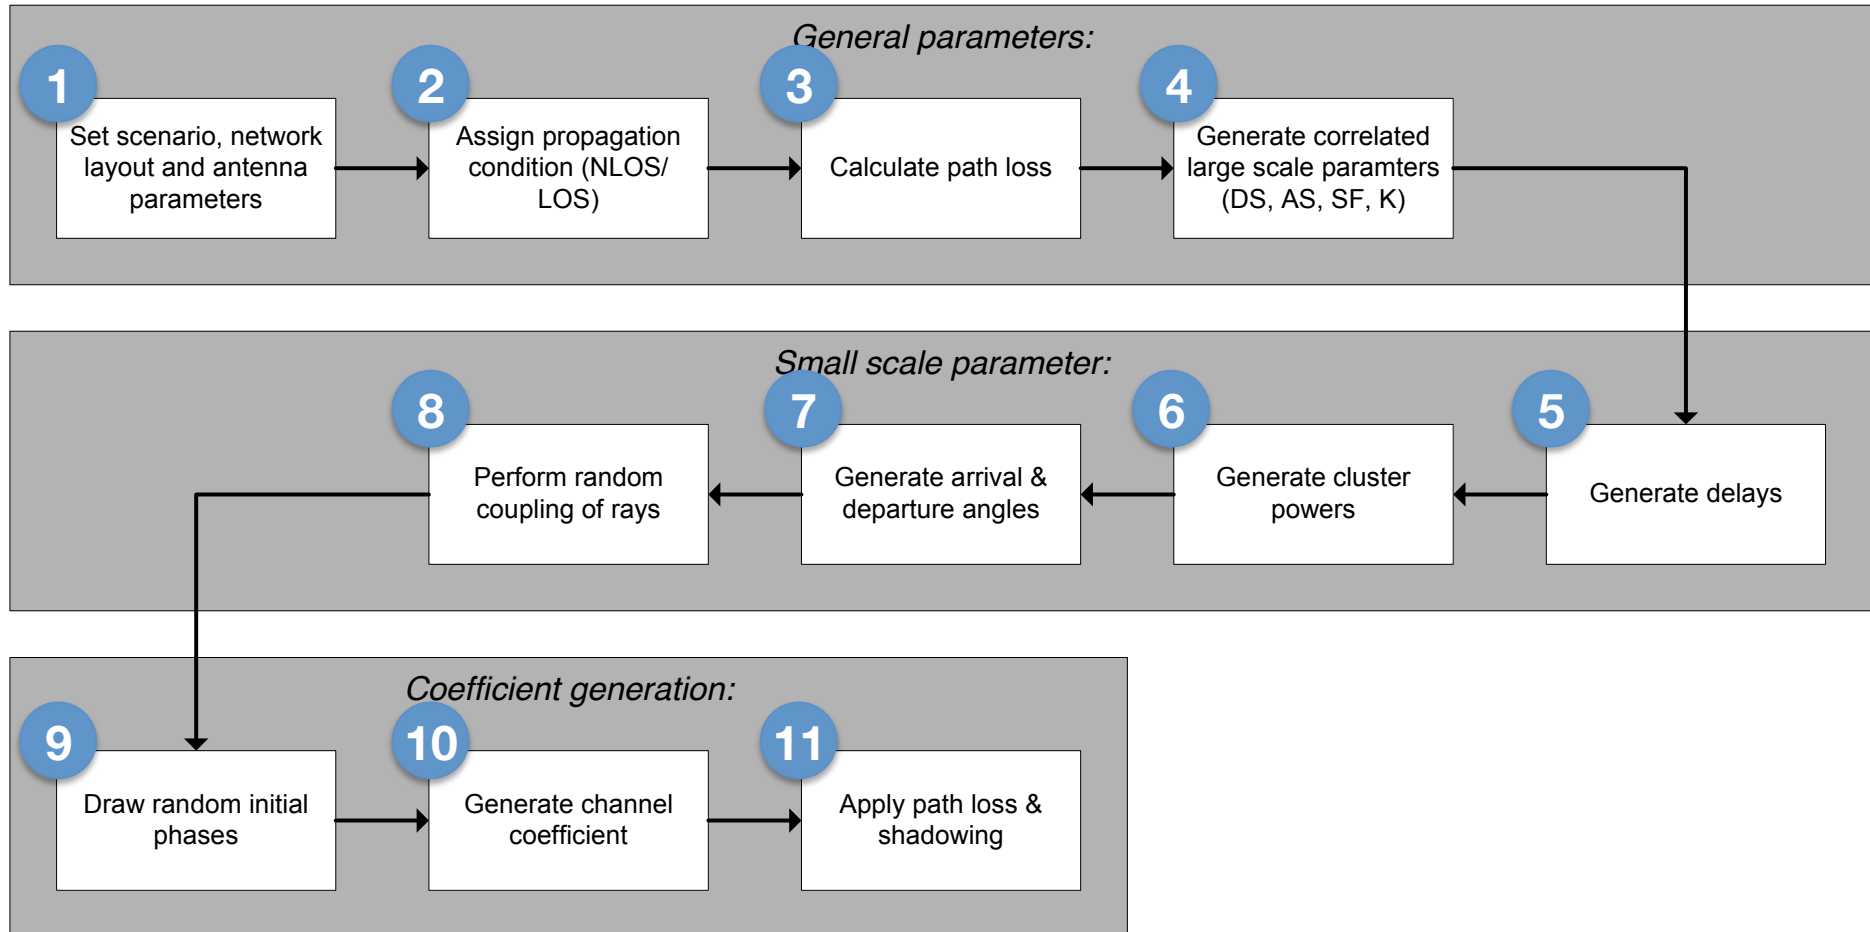 General parameters:
1
Set scenario, network
layout and antenna
parameters
2
Assign propagation
condition (NLOS/
LOS)
3
Calculate path loss
4
Generate correlated
large scale paramters
(DS, AS, SF, K)
Small scale parameter:
8
Perform random
coupling of rays
7
Generate arrival &
departure angles
6
Generate cluster
powers
5
Generate delays
Coefficient generation:
9
Draw random initial
phases
10
Generate channel
coefficient
11
Apply path loss &
shadowing